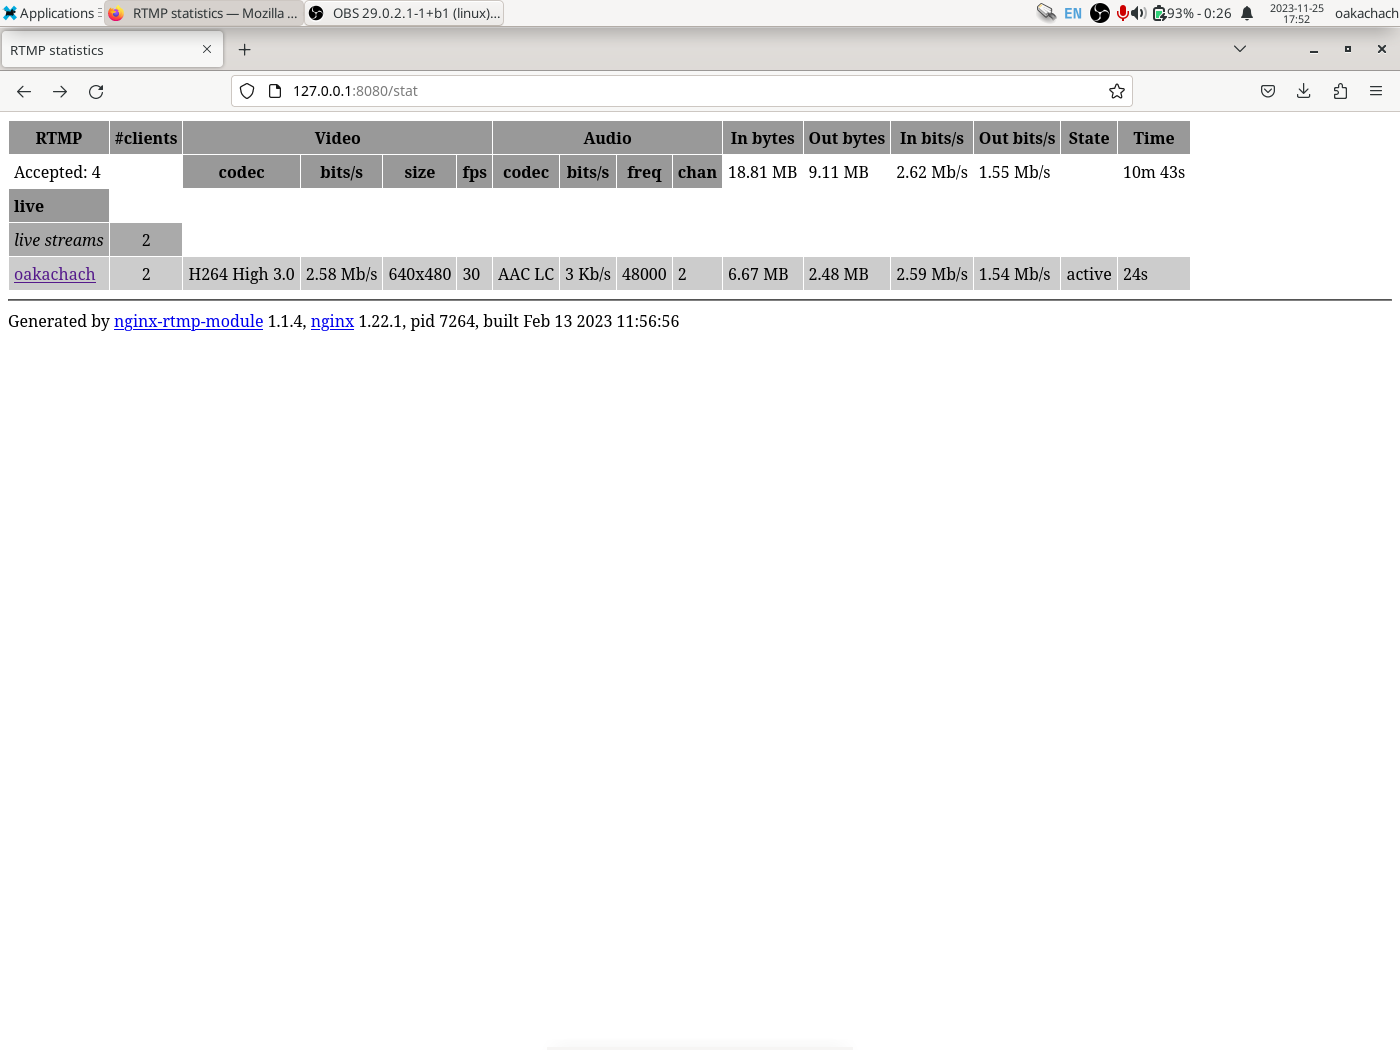 Applications RTMP statistics — Mozilla ... OBS 29.0.2.1-1+b1 (linux)... EN 93% - 0:26 2023-11-25 17:52 oakachach
RTMP statistics
127.0.0.1:8080/stat
RTMP #clients Video Audio In bytes Out bytes In bits/s Out bits/s State Time
Accepted: 4 codec bits/s size fps codec bits/s freq chan 18.81 MB 9.11 MB 2.62 Mb/s 1.55 Mb/s 10m 43s
live
live streams 2
oakachach 2 H264 High 3.0 2.58 Mb/s 640x480 30 AAC LC 3 Kb/s 48000 2 6.67 MB 2.48 MB 2.59 Mb/s 1.54 Mb/s active 24s
Generated by nginx-rtmp-module 1.1.4, nginx 1.22.1, pid 7264, built Feb 13 2023 11:56:56